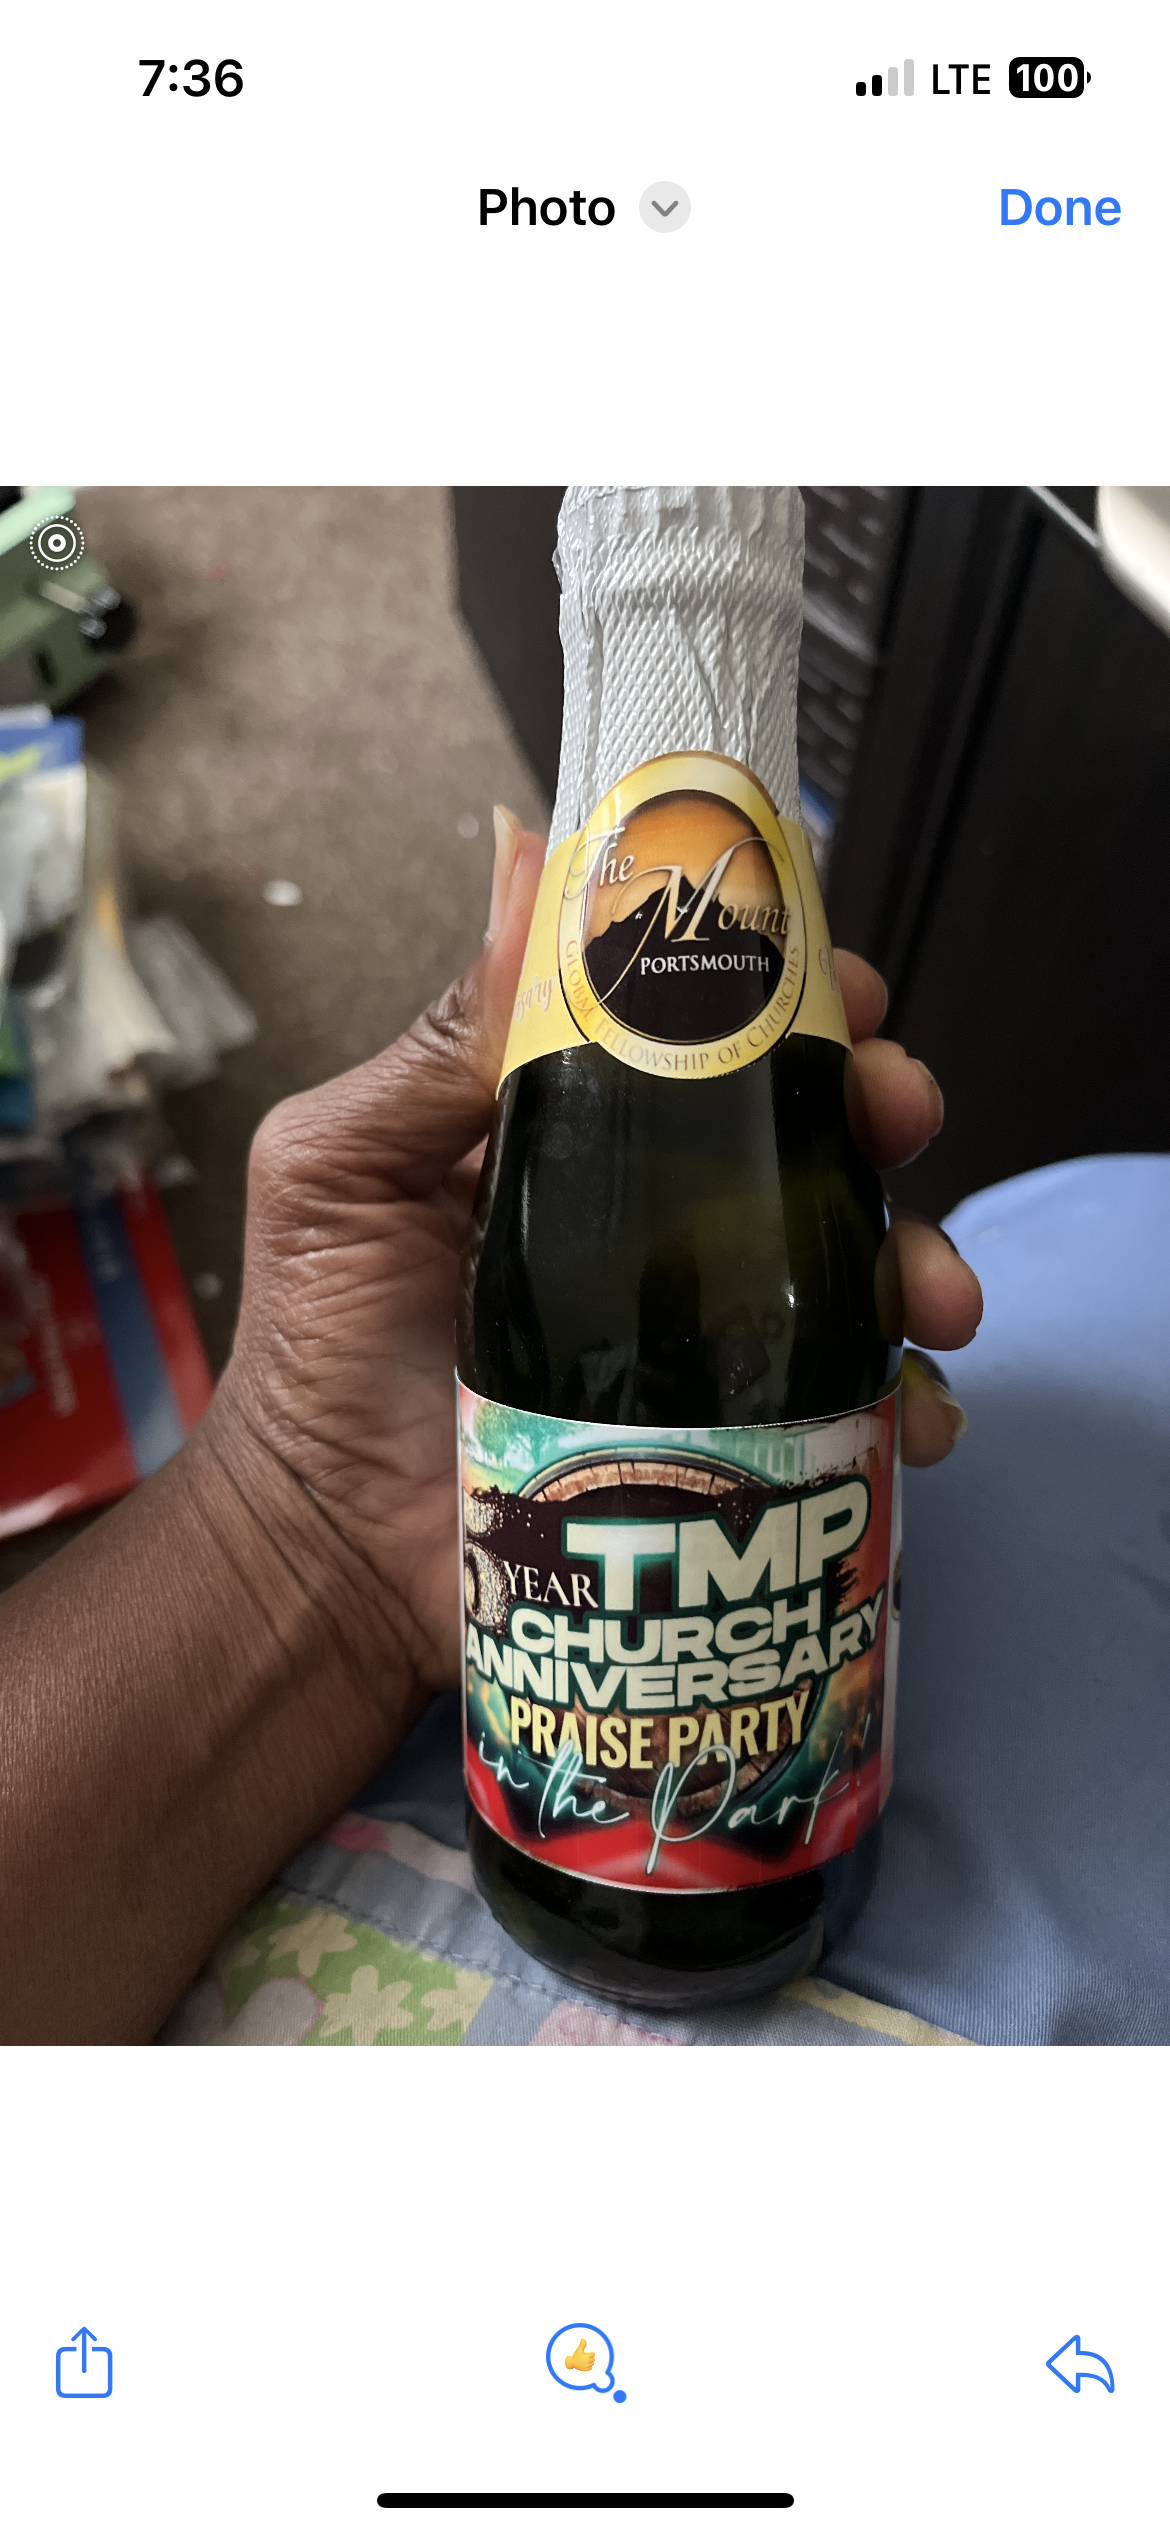 7:36
LTE 100
Photo
Done
The
Mount
PORTSMOUTH
GLOBAL FELLOWSHIP OF CHURCHES
YEAR
TMP
CHURCH
ANNIVERSARY
PRAISE PARTY
in the Park!